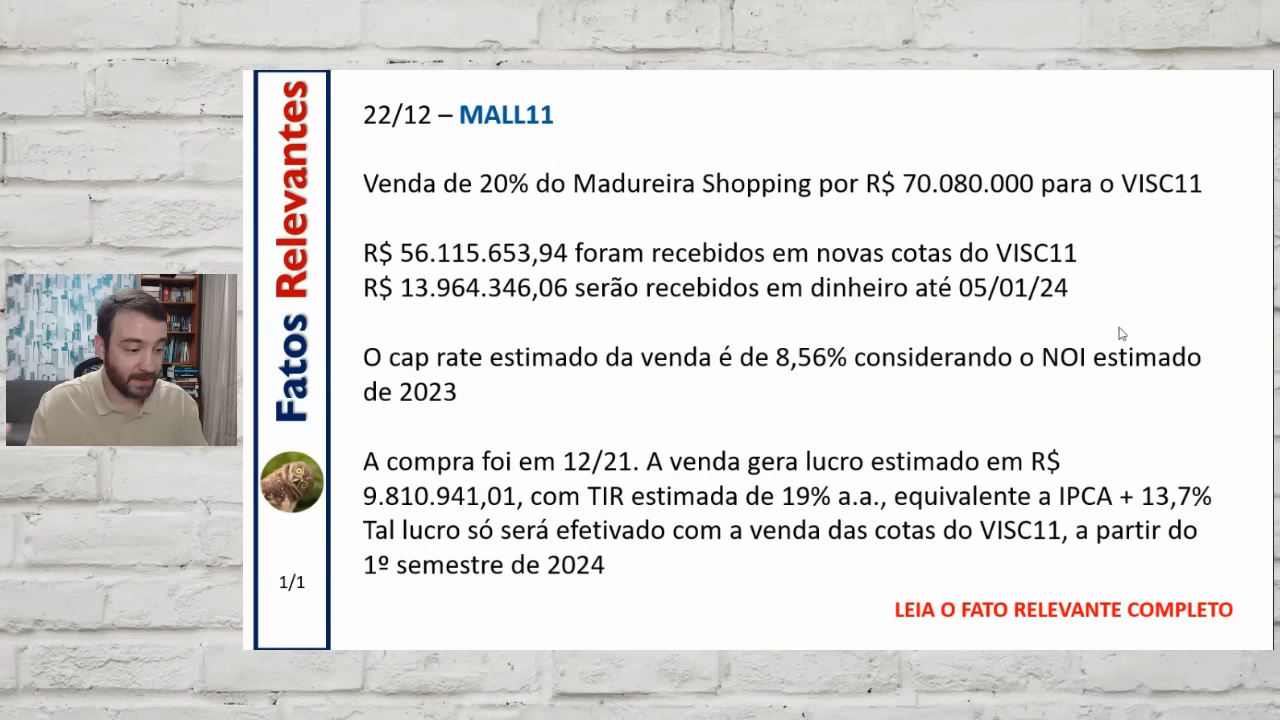 Fatos Relevantes
1/1
22/12 – MALL11
Venda de 20% do Madureira Shopping por R$ 70.080.000 para o VISC11
R$ 56.115.653,94 foram recebidos em novas cotas do VISC11
R$ 13.964.346,06 serão recebidos em dinheiro até 05/01/24
O cap rate estimado da venda é de 8,56% considerando o NOI estimado
de 2023
A compra foi em 12/21. A venda gera lucro estimado em R$
9.810.941,01, com TIR estimada de 19% a.a., equivalente a IPCA + 13,7%
Tal lucro só será efetivado com a venda das cotas do VISC11, a partir do
1º semestre de 2024
LEIA O FATO RELEVANTE COMPLETO